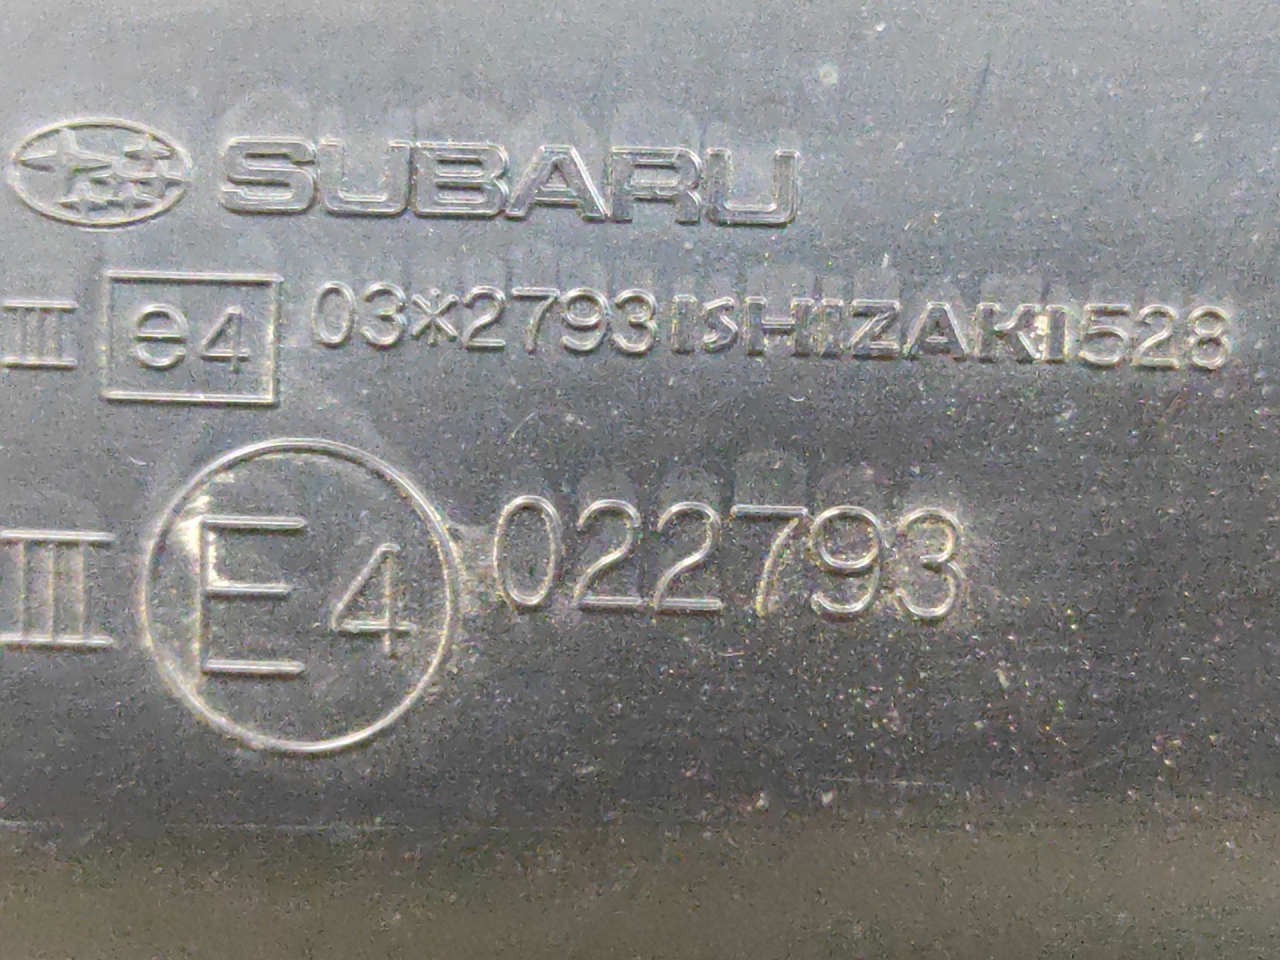 SUBARU
III e4 03*2793 ISHIZAKI 528
III E4 022793